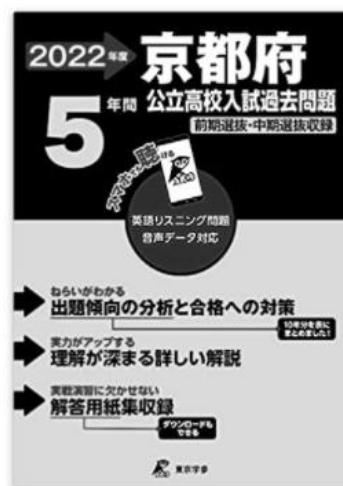 2022年度
京都府
5年間
公立高校入試過去問題
前期選抜・中期選抜収録
スマホでも聴ける
英語リスニング問題
音声データ対応
ねらいがわかる
出題傾向の分析と合格への対策
10年分を表に
まとめました!
実力がアップする
理解が深まる詳しい解説
実戦演習に欠かせない
解答用紙集収録
ダウンロードも
できる
東京学参